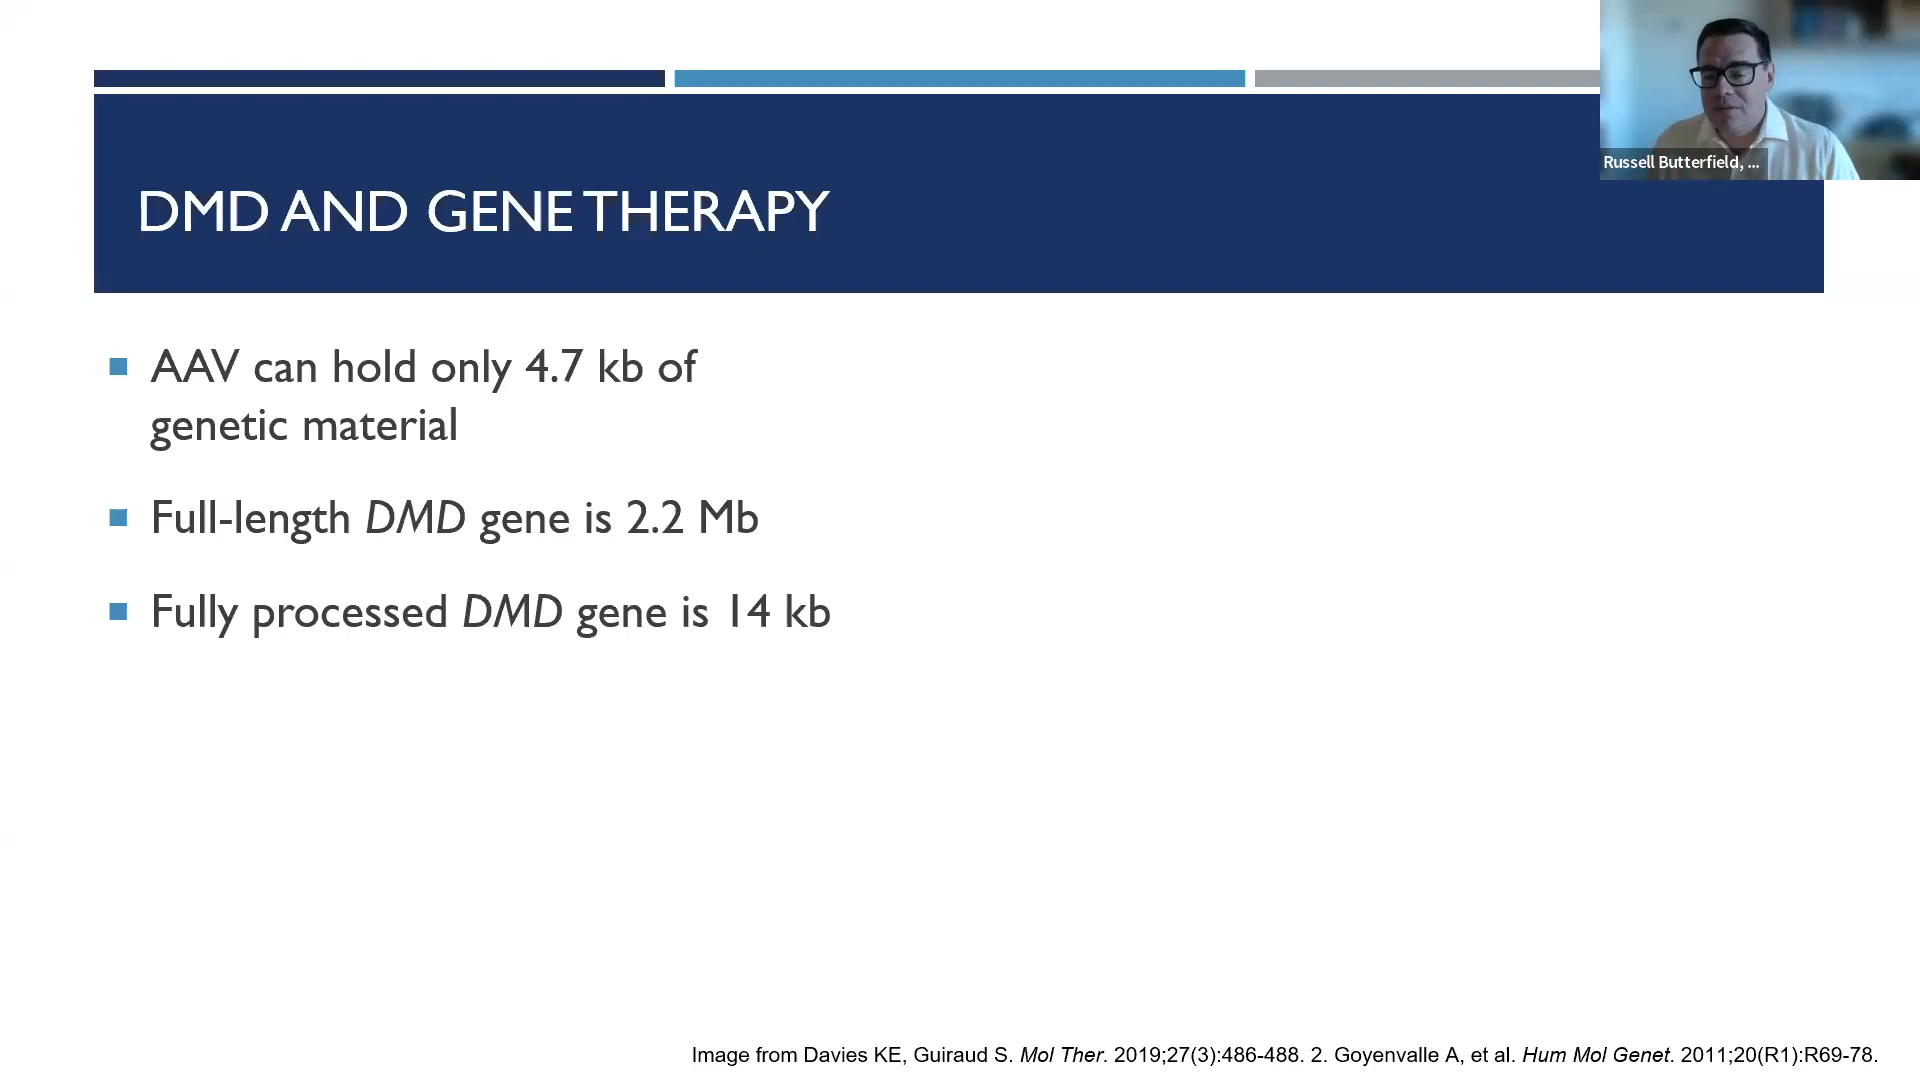 DMD AND GENE THERAPY
Russell Butterfield, ...
AAV can hold only 4.7 kb of
genetic material
Full-length DMD gene is 2.2 Mb
Fully processed DMD gene is 14 kb
Image from Davies KE, Guiraud S. Mol Ther. 2019;27(3):486-488. 2. Goyenvalle A, et al. Hum Mol Genet. 2011;20(R1):R69-78.